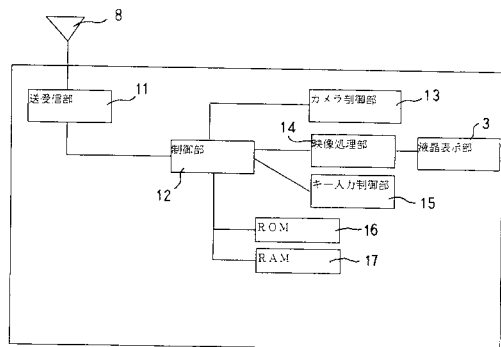 8
送受信部
11
カメラ制御部
13
制御部
12
14
映像処理部
3
液晶表示部
キー入力制御部
15
ROM
16
RAM
17